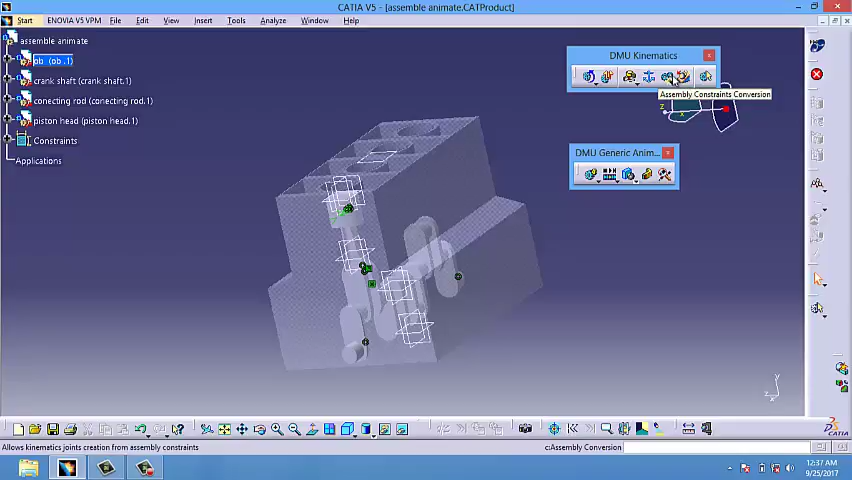 CATIA V5 - [assemble animate.CATProduct]
Start ENOVIA V5 VPM File Edit View Insert Tools Analyze Window Help
assemble animate
ob (ob .1)
crank shaft (crank shaft.1)
conecting rod (conecting rod.1)
piston head (piston head.1)
Constraints
Applications
DMU Kinematics
Assembly Constraints Conversion
z
x
DMU Generic Anim...
y
z x
CATIA
Allows kinematics joints creation from assembly constraints
c:Assembly Conversion
12:37 AM
9/25/2017